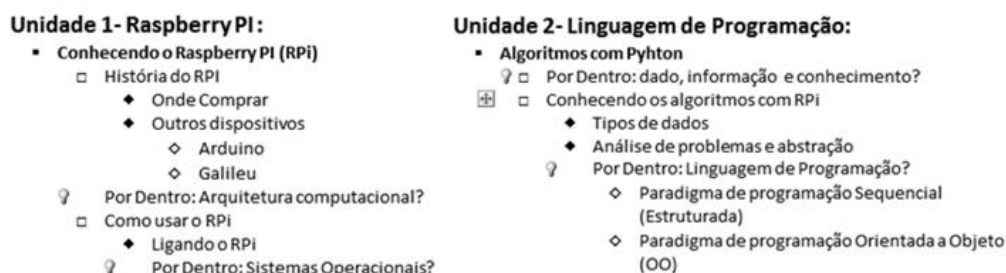 Unidade 1- Raspberry PI:
Conhecendo o Raspberry PI (RPi)
História do RPI
Onde Comprar
Outros dispositivos
Arduino
Galileu
Por Dentro: Arquitetura computacional?
Como usar o RPi
Ligando o RPi
Por Dentro: Sistemas Operacionais?
Unidade 2- Linguagem de Programação:
Algoritmos com Pyhton
Por Dentro: dado, informação e conhecimento?
Conhecendo os algoritmos com RPi
Tipos de dados
Análise de problemas e abstração
Por Dentro: Linguagem de Programação?
Paradigma de programação Sequencial
(Estruturada)
Paradigma de programação Orientada a Objeto
(OO)